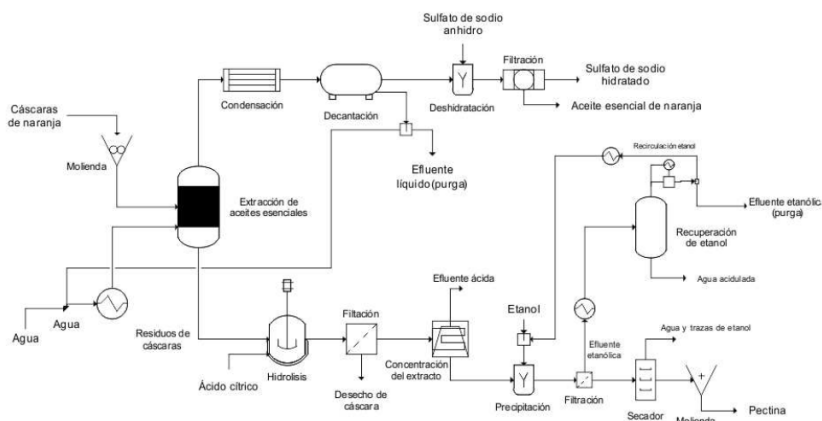 Sulfato de sodio
anhidro
Filtración
Sulfato de sodio
hidratado
Condensación
Decantación
Deshidratación
Aceite esencial de naranja
Cáscaras
de naranja
Molienda
Efluente
líquido(purga)
Recirculación etanol
Extracción de
aceites esenciales
Efluente etanólica
(purga)
Recuperación
de etanol
Agua acidulada
Agua
Agua
Residuos de
cáscaras
Efluente ácida
Etanol
Filtación
Efluente
etanólica
Agua y trazas de etanol
Ácido cítrico
Hidrolisis
Desecho de
cáscara
Concentración
del extracto
Precipitación
Filtración
Secador
Molienda
Pectina